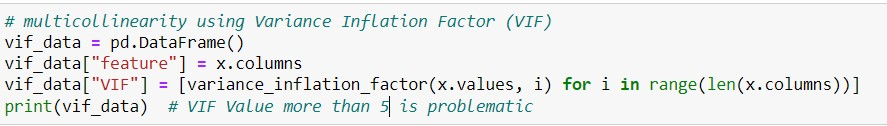 # multicollinearity using Variance Inflation Factor (VIF)
vif_data = pd.DataFrame()
vif_data["feature"] = x.columns
vif_data["VIF"] = [variance_inflation_factor(x.values, i) for i in range(len(x.columns))]
print(vif_data)  # VIF Value more than 5 is problematic